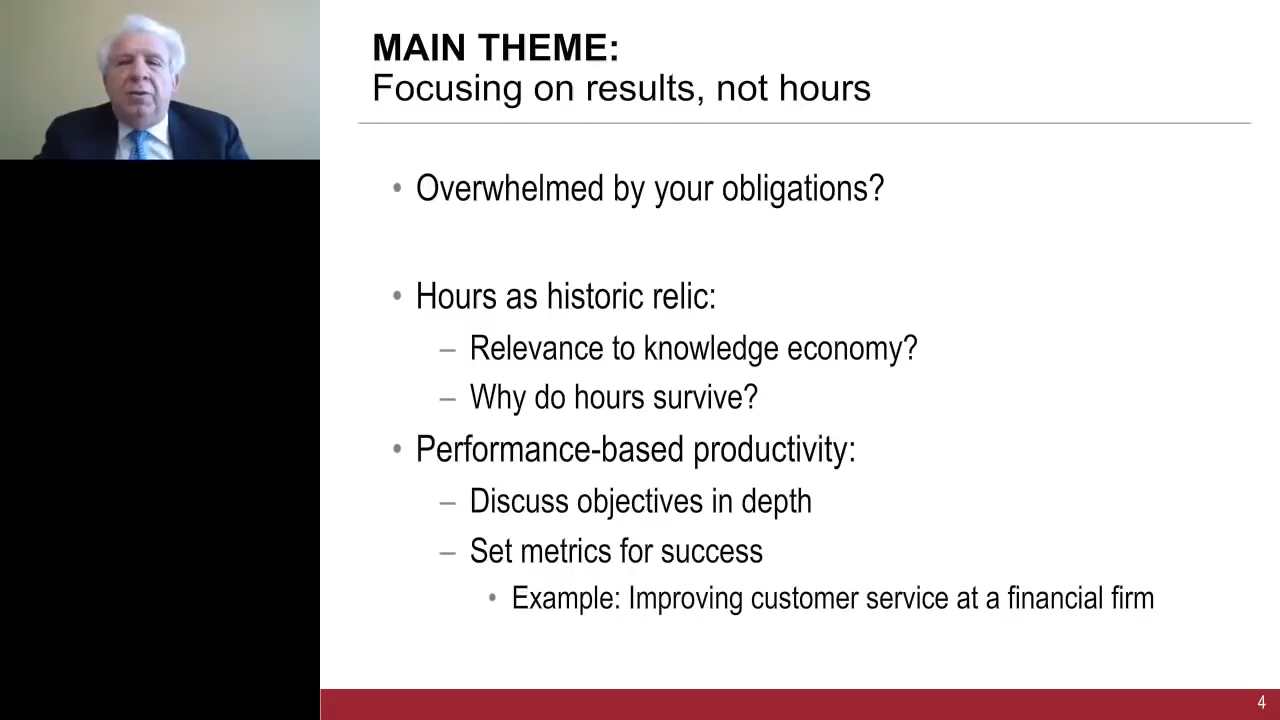 MAIN THEME:
Focusing on results, not hours
• Overwhelmed by your obligations?
• Hours as historic relic:
– Relevance to knowledge economy?
– Why do hours survive?
• Performance-based productivity:
– Discuss objectives in depth
– Set metrics for success
• Example: Improving customer service at a financial firm
4